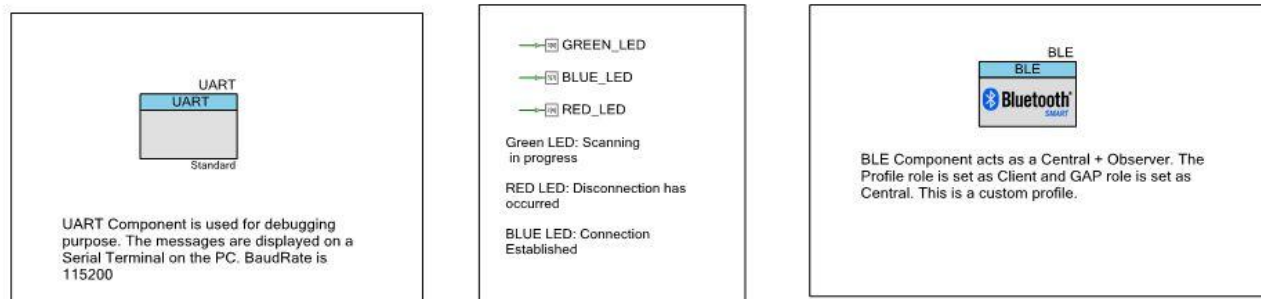 UART
UART
Standard
UART Component is used for debugging
purpose. The messages are displayed on a
Serial Terminal on the PC. BaudRate is
115200
GREEN_LED
BLUE_LED
RED_LED
Green LED: Scanning
in progress
RED LED: Disconnection has
occurred
BLUE LED: Connection
Established
BLE
BLE
Bluetooth
SMART
BLE Component acts as a Central + Observer. The
Profile role is set as Client and GAP role is set as
Central. This is a custom profile.